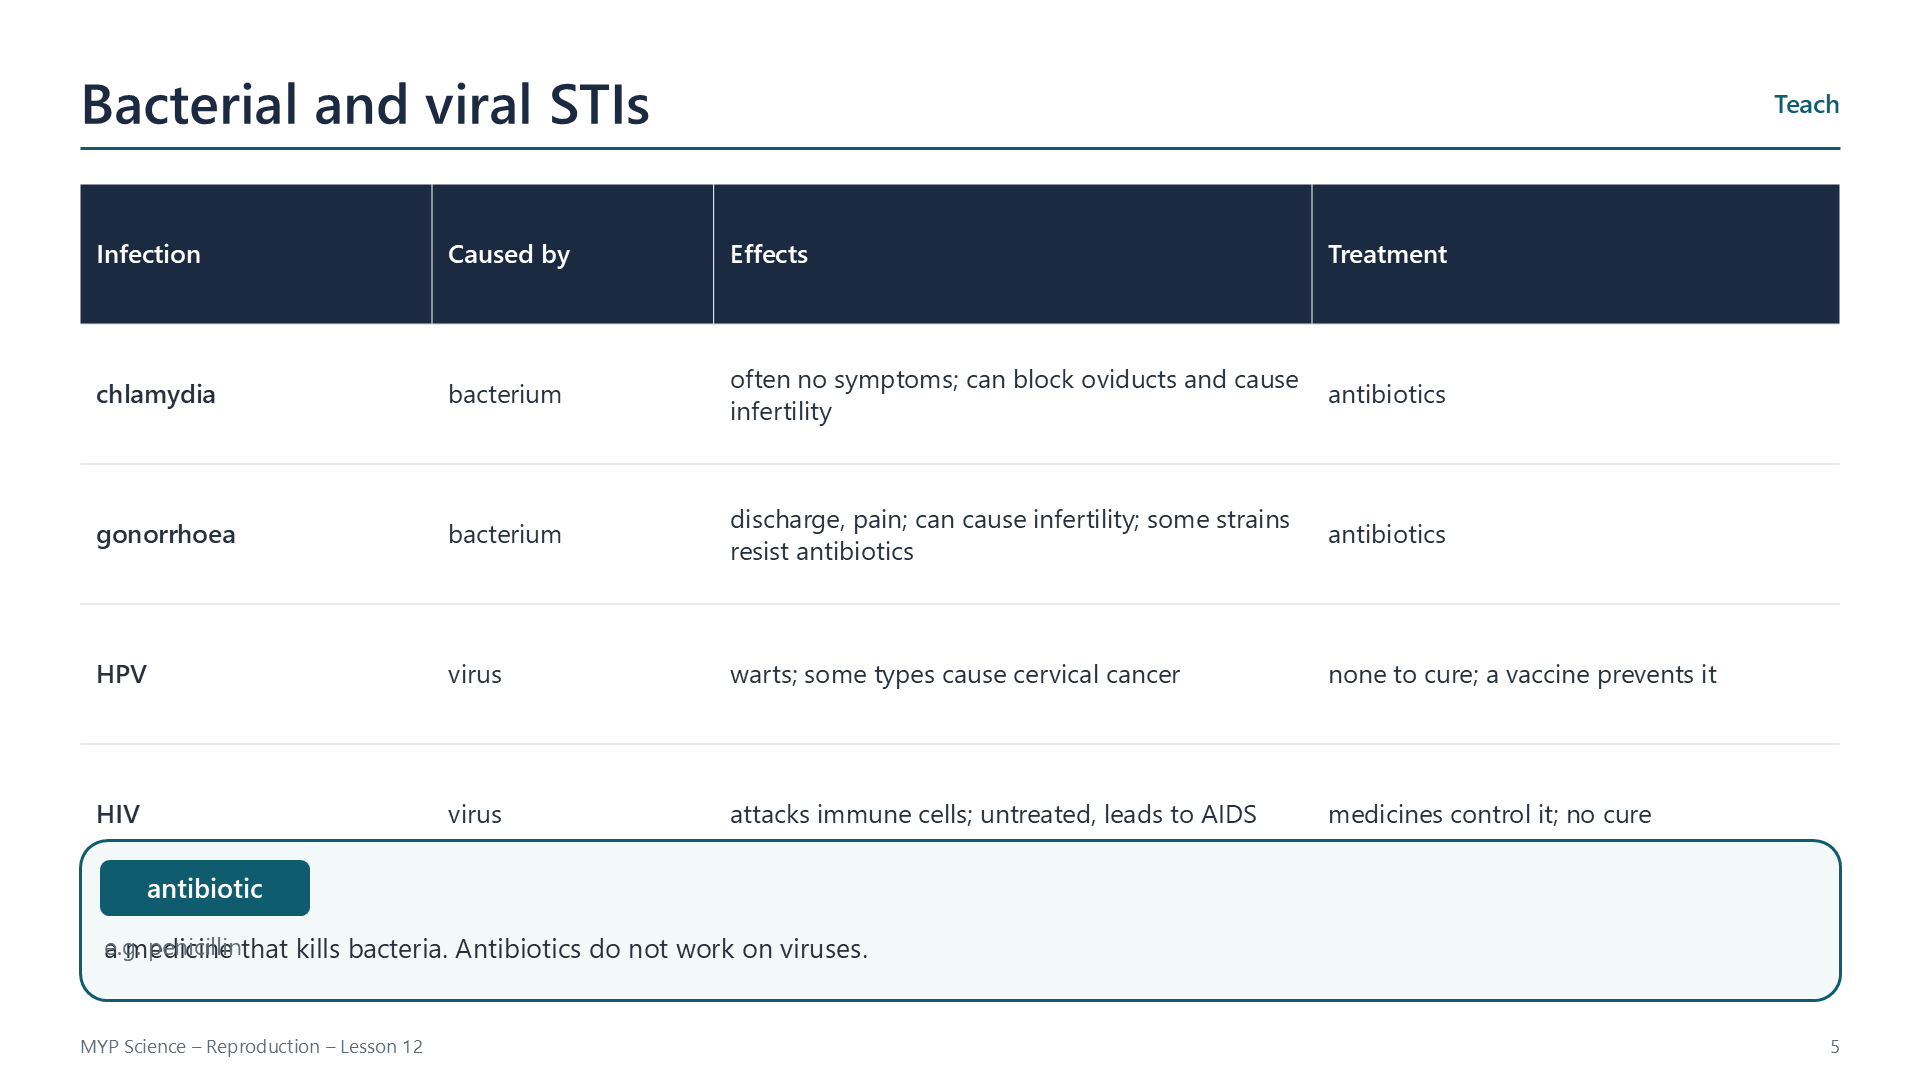 Bacterial and viral STIs
Teach
Infection Caused by Effects Treatment
chlamydia bacterium often no symptoms; can block oviducts and cause infertility antibiotics
gonorrhoea bacterium discharge, pain; can cause infertility; some strains resist antibiotics antibiotics
HPV virus warts; some types cause cervical cancer none to cure; a vaccine prevents it
HIV virus attacks immune cells; untreated, leads to AIDS medicines control it; no cure
antibiotic
a medicine that kills bacteria. Antibiotics do not work on viruses.
e.g. penicillin
MYP Science – Reproduction – Lesson 12
5